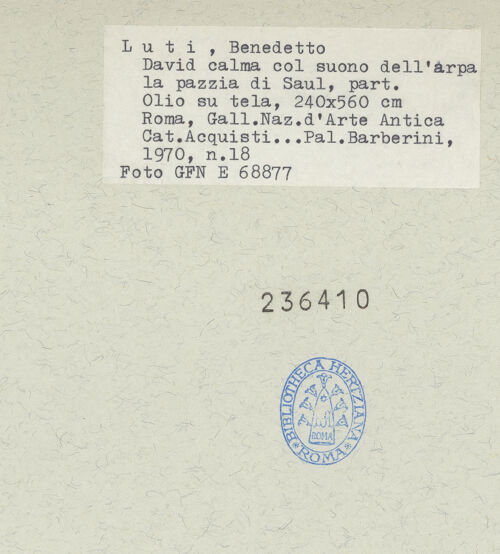 L u t i , Benedetto
David calma col suono dell'arpa
la pazzia di Saul, part.
Olio su tela, 240x560 cm
Roma, Gall.Naz.d'Arte Antica
Cat.Acquisti...Pal.Barberini,
1970, n.18
Foto GFN E 68877
236410
BIBLIOTHECA HERTZIANA
ROMA
ROMA